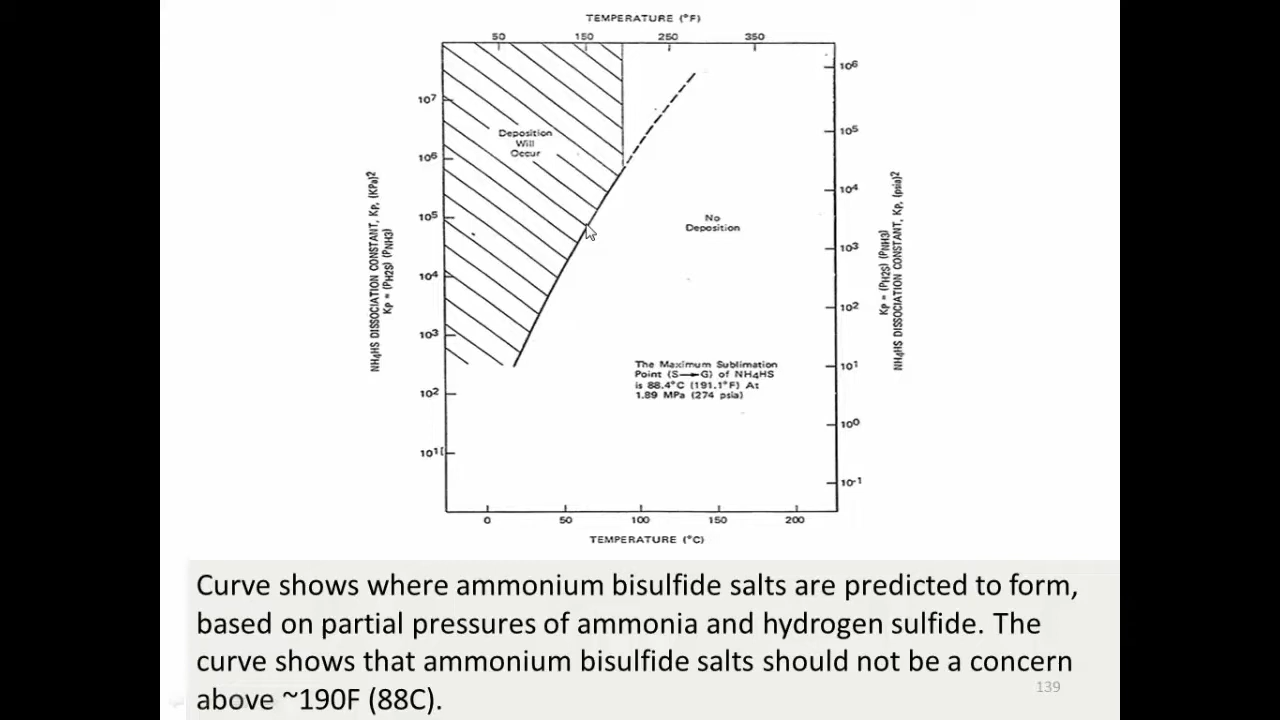 TEMPERATURE (°F)
50 150 250 350
10⁷
10⁶
10⁵
10⁴
10³
10²
10¹
NH4HS DISSOCIATION CONSTANT, Kp, (KPa)²
Kp = (PH2S) (PNH3)
Deposition
Will
Occur
No
Deposition
The Maximum Sublimation
Point (S→G) of NH4HS
is 88.4°C (191.1°F) At
1.89 MPa (274 psia)
10⁶
10⁵
10⁴
10³
10²
10¹
10⁰
10⁻¹
Kp = (PH2S) (PNH3)
NH4HS DISSOCIATION CONSTANT, Kp, (psia)²
0 50 100 150 200
TEMPERATURE (°C)
Curve shows where ammonium bisulfide salts are predicted to form,
based on partial pressures of ammonia and hydrogen sulfide. The
curve shows that ammonium bisulfide salts should not be a concern
above ~190F (88C).
139